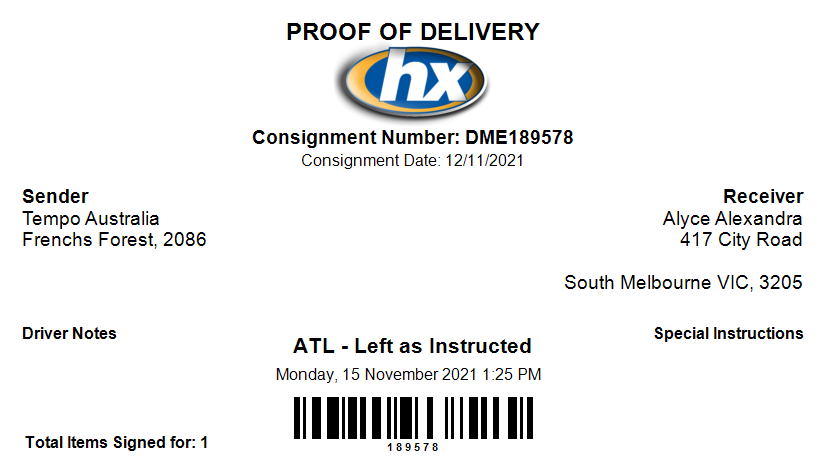 PROOF OF DELIVERY
hx
Consignment Number: DME189578
Consignment Date: 12/11/2021
Sender
Tempo Australia
Frenchs Forest, 2086
Receiver
Alyce Alexandra
417 City Road
South Melbourne VIC, 3205
Driver Notes
ATL - Left as Instructed
Monday, 15 November 2021 1:25 PM
Special Instructions
189578
Total Items Signed for: 1